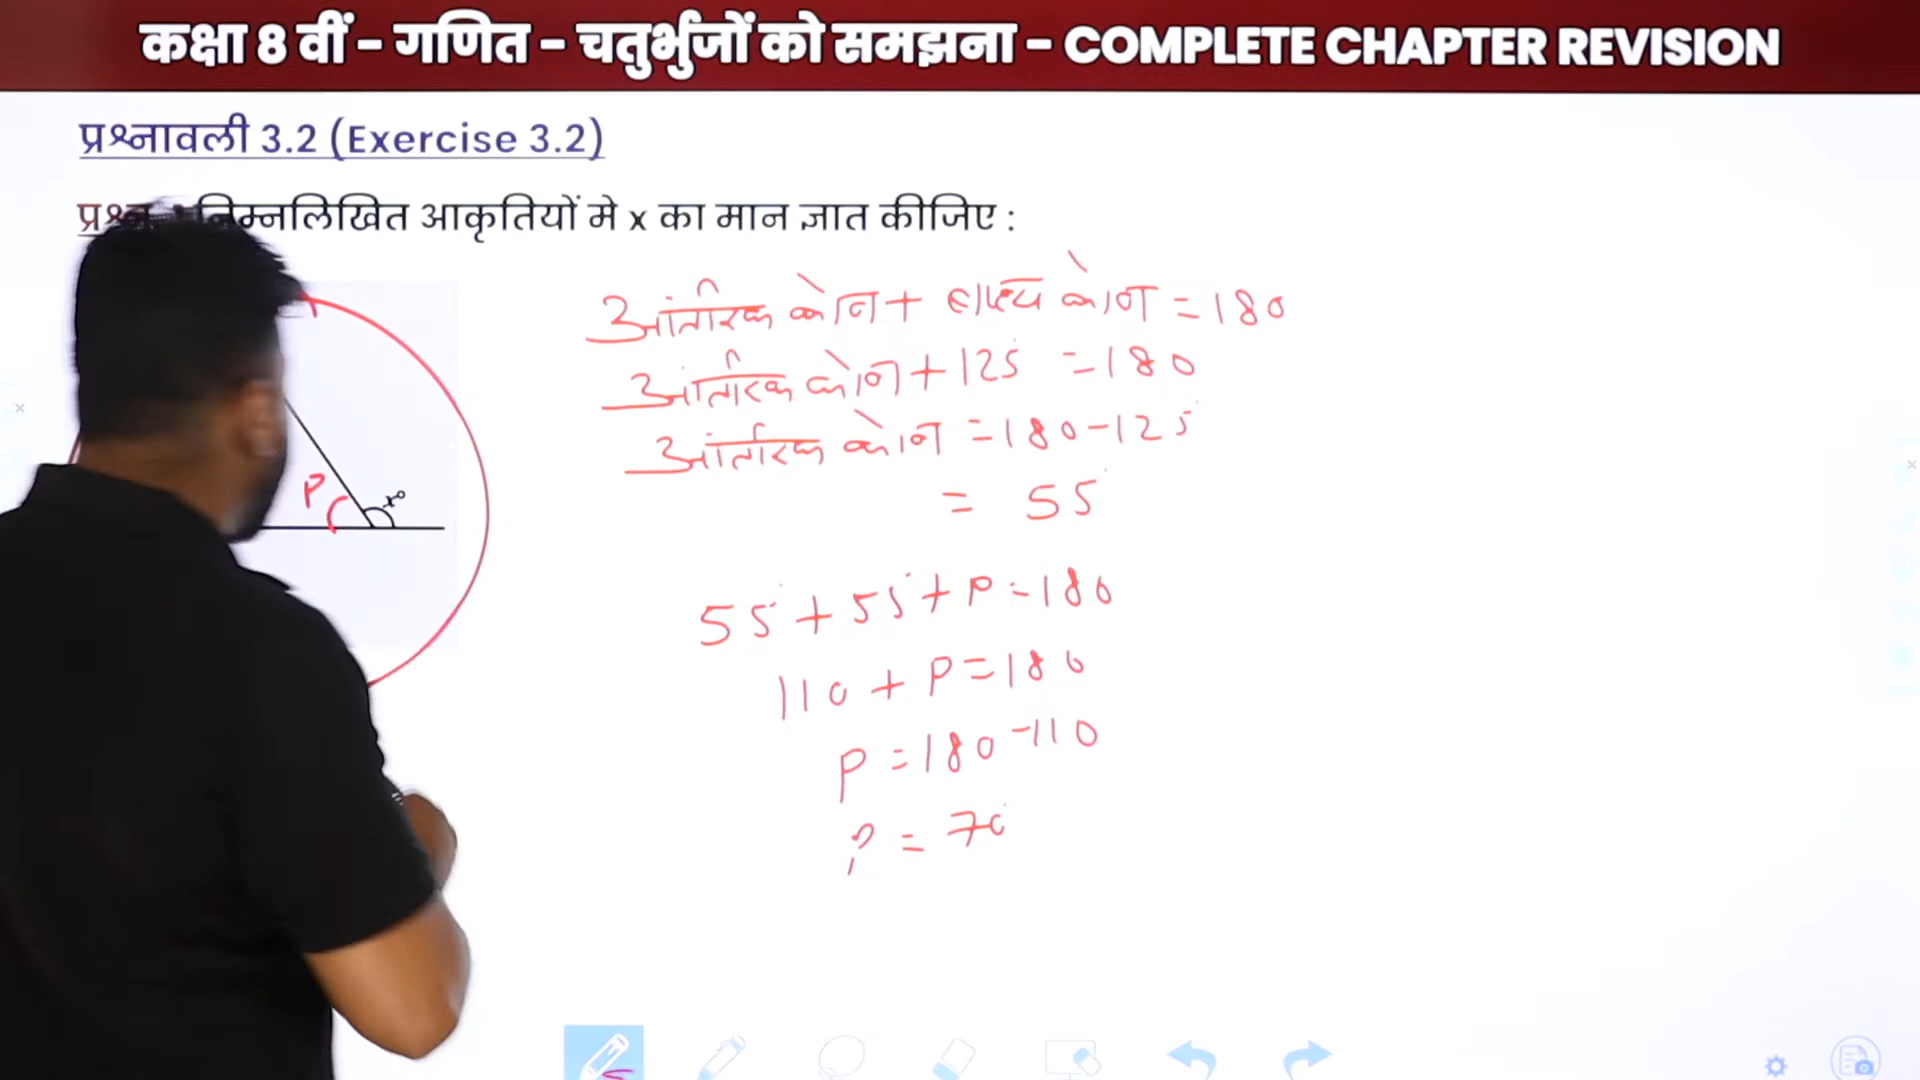 कक्षा 8 वीं – गणित – चतुर्भुजों को समझना – COMPLETE CHAPTER REVISION
प्रश्नावली 3.2 (Exercise 3.2)
निम्नलिखित आकृतियों मे x का मान ज्ञात कीजिए :
आंतरिक कोण + बाह्य कोण = 180
आंतरिक कोण + 125 = 180
आंतरिक कोण = 180 - 125
= 55
P x°
55 + 55 + P = 180
110 + P = 180
P = 180 - 110
P = 70